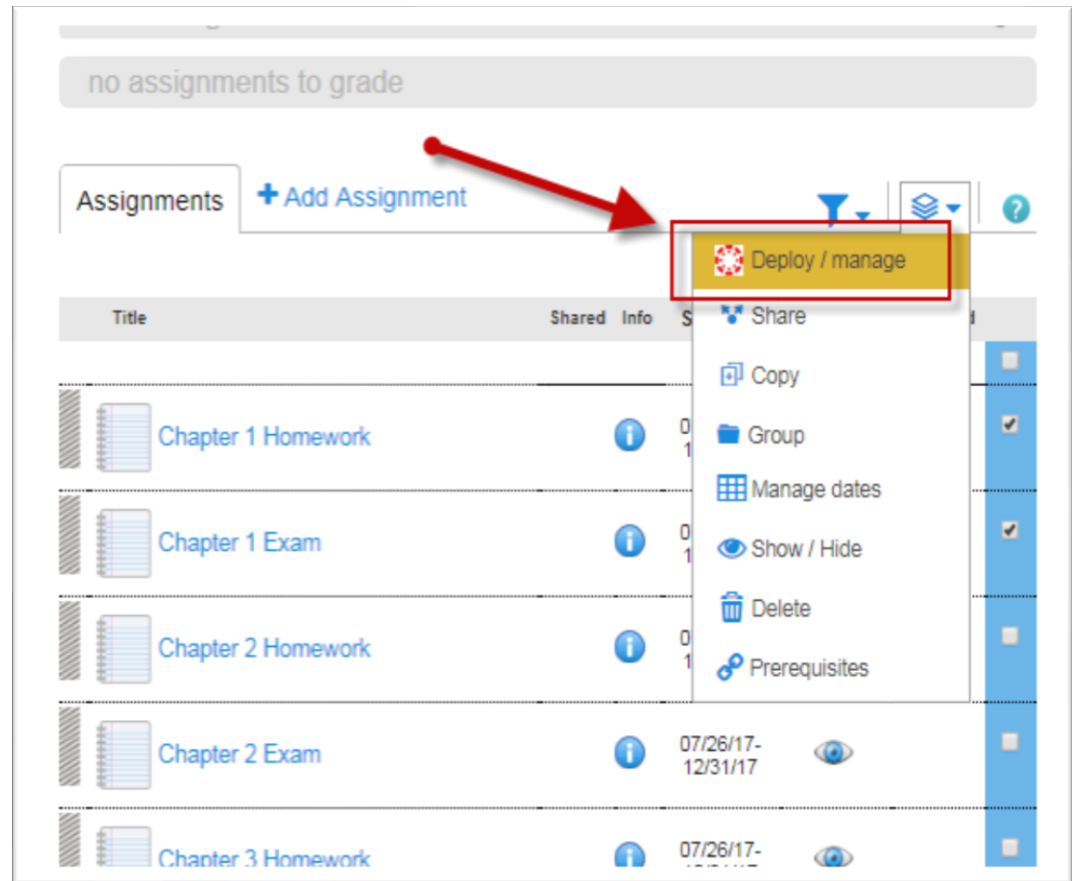 no assignments to grade
Assignments
+ Add Assignment
?
Deploy / manage
Title Shared Info S
Share
Copy
Chapter 1 Homework
Group
Manage dates
Chapter 1 Exam
Show / Hide
Delete
Chapter 2 Homework
Prerequisites
Chapter 2 Exam
07/26/17-
12/31/17
Chapter 3 Homework
07/26/17-